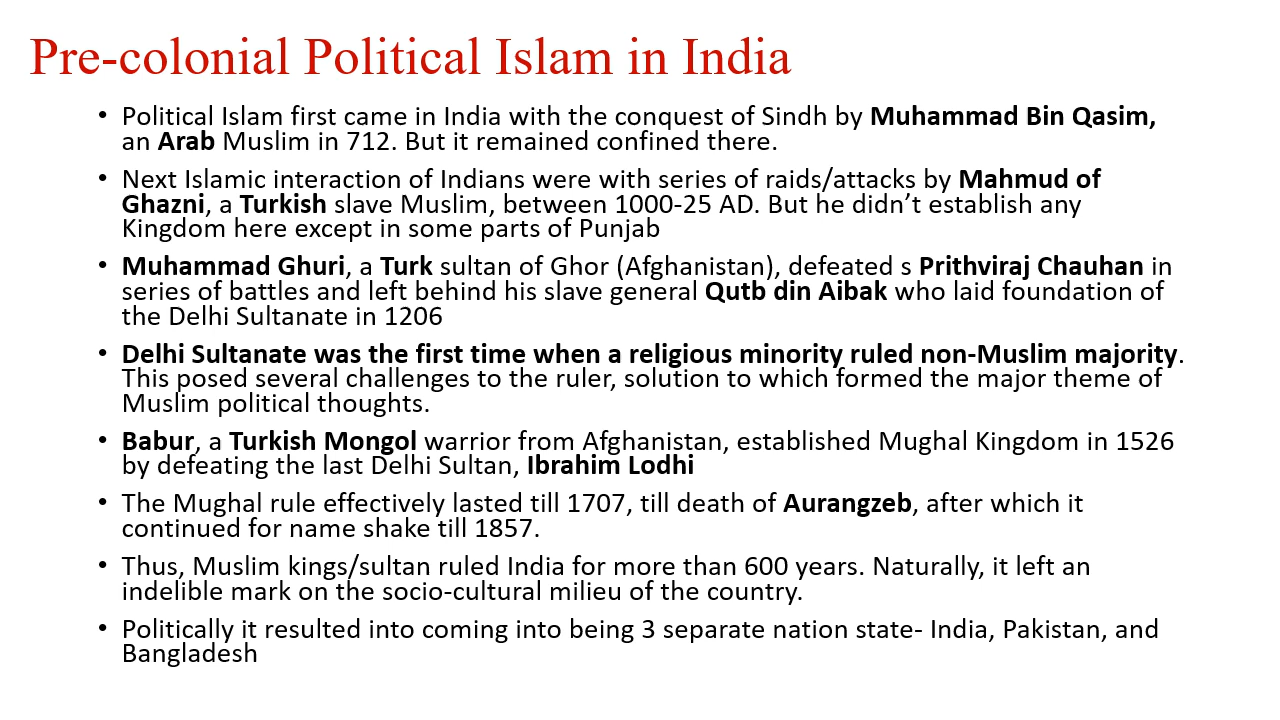 Pre-colonial Political Islam in India
• Political Islam first came in India with the conquest of Sindh by Muhammad Bin Qasim,
an Arab Muslim in 712. But it remained confined there.
• Next Islamic interaction of Indians were with series of raids/attacks by Mahmud of
Ghazni, a Turkish slave Muslim, between 1000-25 AD. But he didn’t establish any
Kingdom here except in some parts of Punjab
• Muhammad Ghuri, a Turk sultan of Ghor (Afghanistan), defeated s Prithviraj Chauhan in
series of battles and left behind his slave general Qutb din Aibak who laid foundation of
the Delhi Sultanate in 1206
• Delhi Sultanate was the first time when a religious minority ruled non-Muslim majority.
This posed several challenges to the ruler, solution to which formed the major theme of
Muslim political thoughts.
• Babur, a Turkish Mongol warrior from Afghanistan, established Mughal Kingdom in 1526
by defeating the last Delhi Sultan, Ibrahim Lodhi
• The Mughal rule effectively lasted till 1707, till death of Aurangzeb, after which it
continued for name shake till 1857.
• Thus, Muslim kings/sultan ruled India for more than 600 years. Naturally, it left an
indelible mark on the socio-cultural milieu of the country.
• Politically it resulted into coming into being 3 separate nation state- India, Pakistan, and
Bangladesh